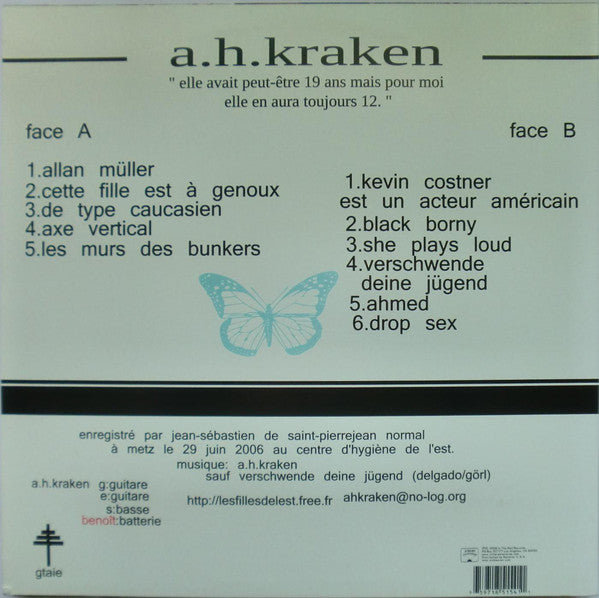 a.h.kraken
" elle avait peut-être 19 ans mais pour moi
elle en aura toujours 12. "
face A
1.allan müller
2.cette fille est à genoux
3.de type caucasien
4.axe vertical
5.les murs des bunkers
face B
1.kevin costner
est un acteur américain
2.black borny
3.she plays loud
4.verschwende
deine jügend
5.ahmed
6.drop sex
enregistré par jean-sébastien de saint-pierrejean normal
à metz le 29 juin 2006 au centre d'hygiène de l'est.
musique: a.h.kraken
sauf verschwende deine jügend (delgado/görl)
a.h.kraken g:guitare
e:guitare
s:basse
benoît:batterie
http://lesfillesdelest.free.fr ahkraken@no-log.org
gtaie